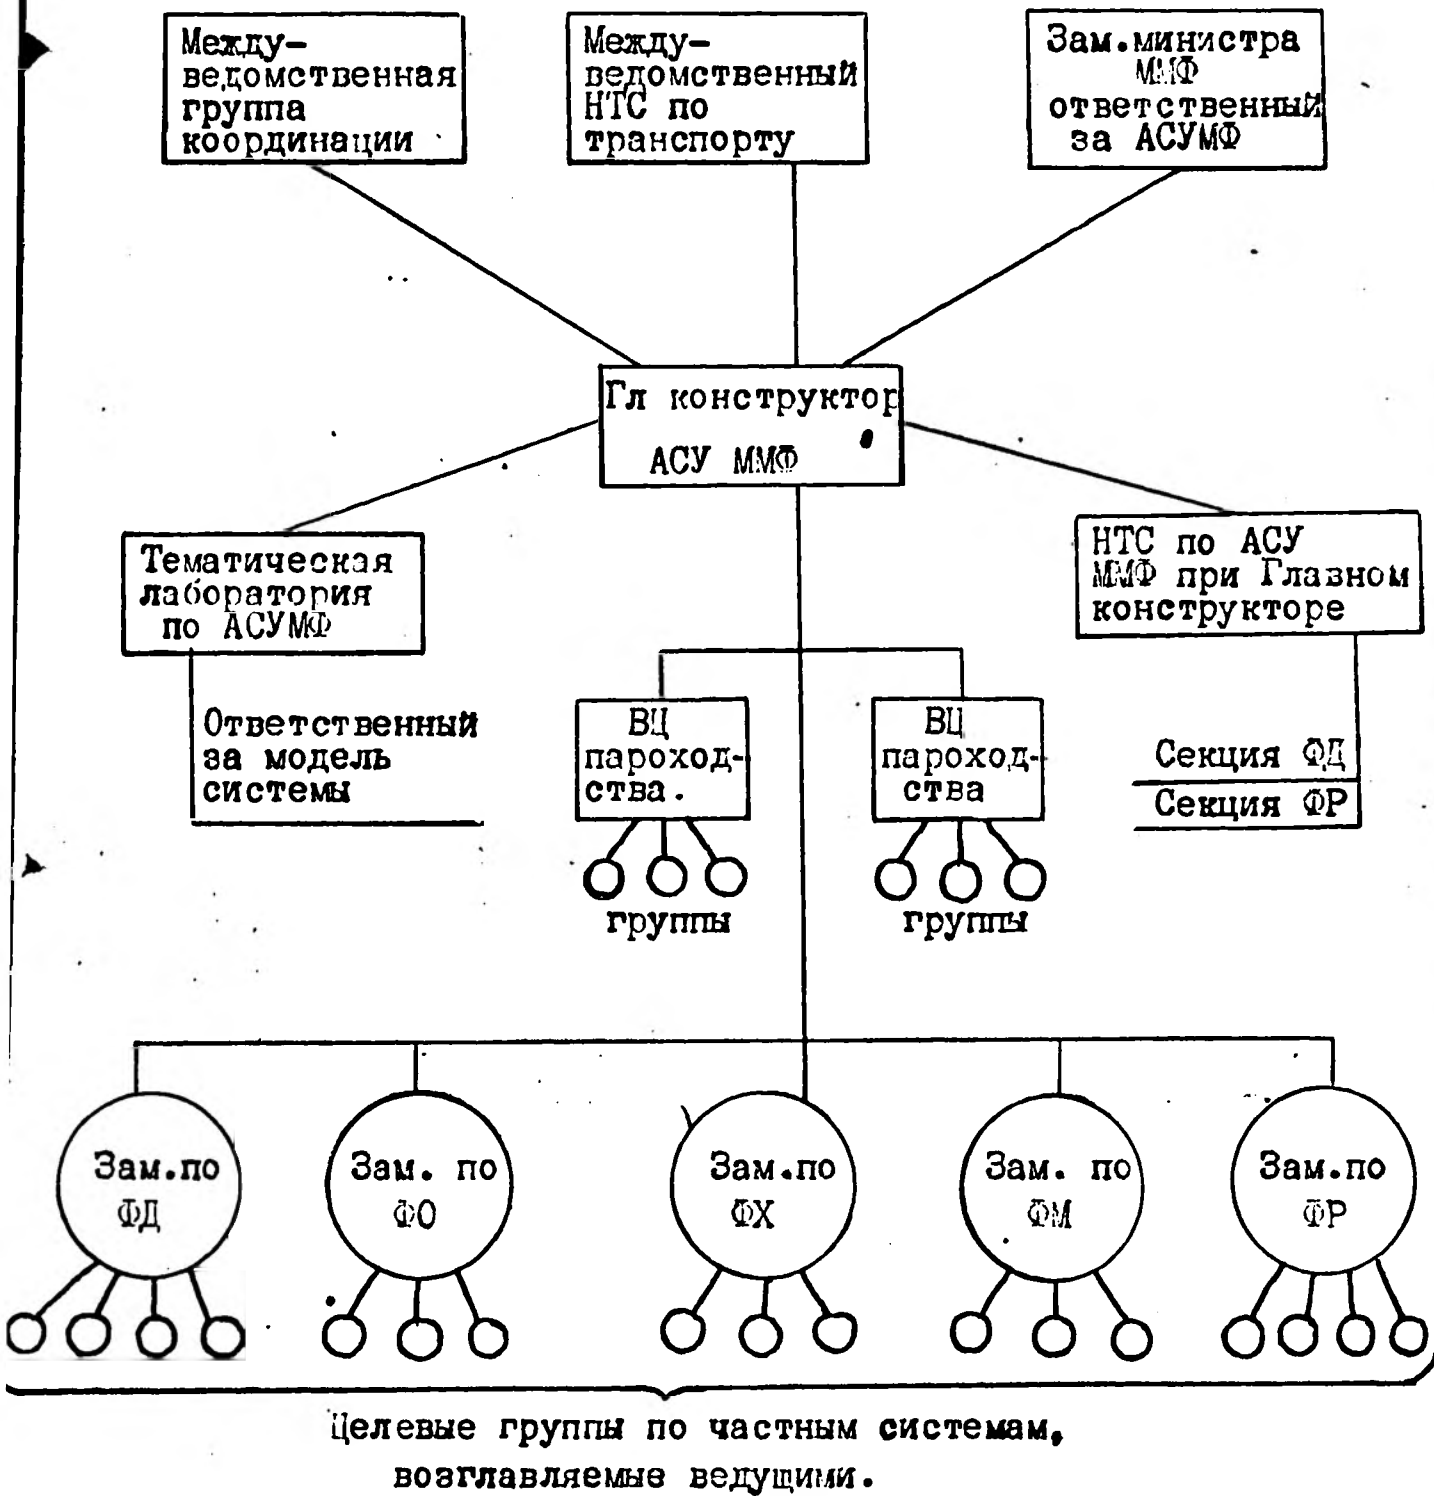 Между-
ведомственная
группа
координации
Между-
ведомственный
НТС по
транспорту
Зам.министра
ММФ
ответственный
за АСУМФ
Гл конструктор
АСУ ММФ
Тематическая
лаборатория
по АСУМФ
НТС по АСУ
ММФ при Главном
конструкторе
Ответственный
за модель
системы
ВЦ
пароход-
ства.
ВЦ
пароход-
ства
Секция ФД
Секция ФР
группы
группы
Зам.по
ФД
Зам. по
ФО
Зам.по
ФХ
Зам. по
ФМ
Зам.по
ФР
Целевые группы по частным системам,
возглавляемые ведущими.